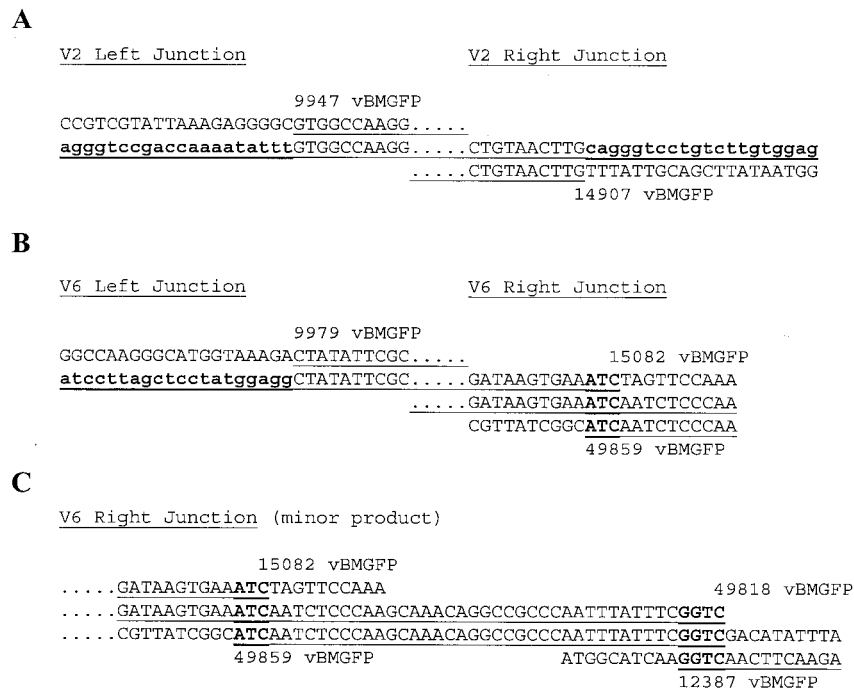 A
V2 Left Junction V2 Right Junction
9947 vBMGFP
CCGTCGTATTAAAGAGGGGCGTGGCCAAGG.....
agggtccgaccaaaatatttGTGGCCAAGG.....CTGTAACTTGcagggtcctgtcttgtggag
.....CTGTAACTTGTTTATTGCAGCTTATAATGG
14907 vBMGFP
B
V6 Left Junction V6 Right Junction
9979 vBMGFP
GGCCAAGGGCATGGTAAAGACTATATTCGC..... 15082 vBMGFP
atccttagctcctatggaggCTATATTCGC.....GATAAGTGAAATCTAGTTCCAAA
.....GATAAGTGAAATCAATCTCCCAA
CGTTATCGGCATCAATCTCCCAA
49859 vBMGFP
C
V6 Right Junction (minor product)
15082 vBMGFP
.....GATAAGTGAAATCTAGTTCCAAA 49818 vBMGFP
.....GATAAGTGAAATCAATCTCCCAAGCAAACAGGCCGCCCAATTTATTTCGGTC
.....CGTTATCGGCATCAATCTCCCAAGCAAACAGGCCGCCCAATTTATTTCGGTCGACATATTTA
49859 vBMGFP ATGGCATCAAGGTCAACTTCAAGA
12387 vBMGFP